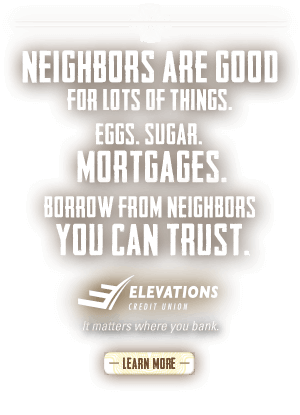 NEIGHBORS ARE GOOD
FOR LOTS OF THINGS.
EGGS. SUGAR.
MORTGAGES.
BORROW FROM NEIGHBORS
YOU CAN TRUST.
ELEVATIONS
CREDIT UNION
It matters where you bank.
LEARN MORE